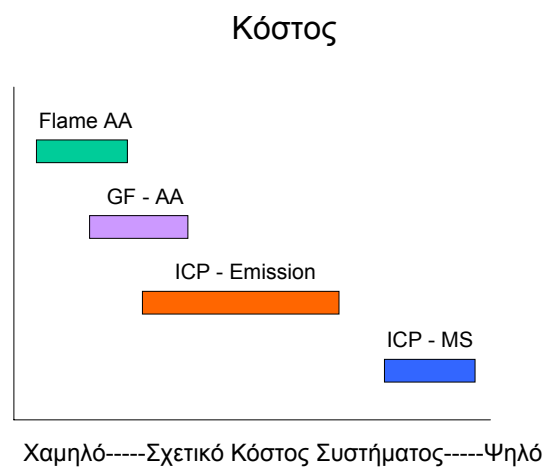 Κόστος
Flame AA
GF - AA
ICP - Emission
ICP - MS
Χαμηλό-----Σχετικό Κόστος Συστήματος-----Ψηλό